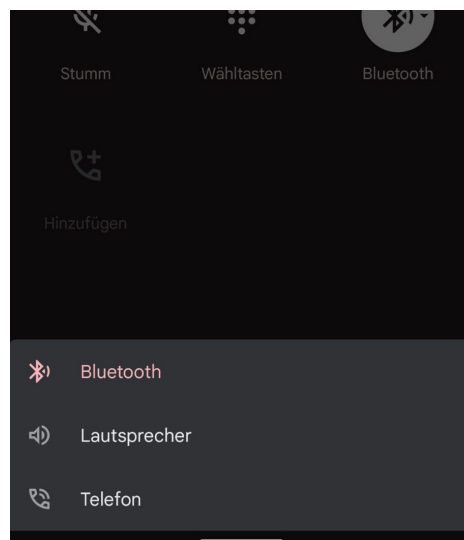 Stumm Wähltasten Bluetooth
Hinzufügen
Bluetooth
Lautsprecher
Telefon